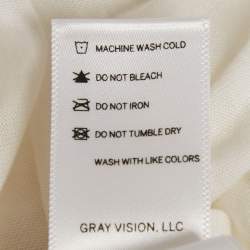 MACHINE WASH COLD
DO NOT BLEACH
DO NOT IRON
DO NOT TUMBLE DRY
WASH WITH LIKE COLORS
GRAY VISION, LLC